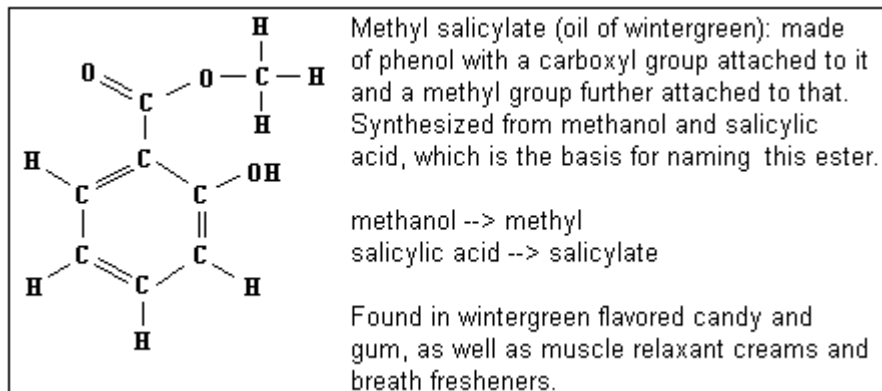 Methyl salicylate (oil of wintergreen): made
of phenol with a carboxyl group attached to it
and a methyl group further attached to that.
Synthesized from methanol and salicylic
acid, which is the basis for naming this ester.
methanol --> methyl
salicylic acid --> salicylate
Found in wintergreen flavored candy and
gum, as well as muscle relaxant creams and
breath fresheners.
H
O O C H
C H
H C C OH
C C
H C H
H